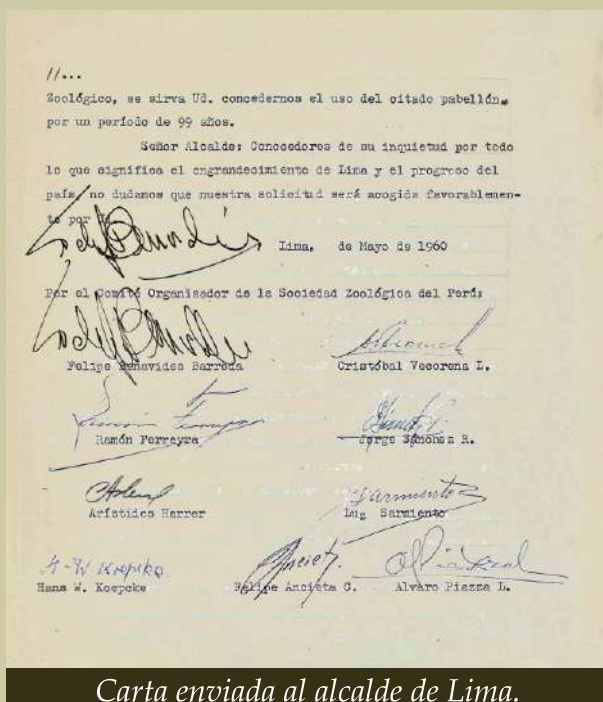 //...
Zoológico, se sirva Ud. concedernos el uso del citado pabellón,
por un período de 99 años.
Señor Alcalde: Conocedores de su inquietud por todo
lo que significa el engrandecimiento de Lima y el progreso del
país, no dudamos que nuestra solicitud será acogida favorablemen-
te por
Lima, de Mayo de 1960
Por el Comité Organizador de la Sociedad Zoológica del Perú:
Felipe Benavides Barreda Cristóbal Vecorena L.
Ramón Ferreyra Jorge Sánchez R.
Arístides Herrer Lug Sarmiento
H-W Koepcke
Hans W. Koepcke Felipe Ancieta C. Alvaro Piazza L.
Carta enviada al alcalde de Lima.